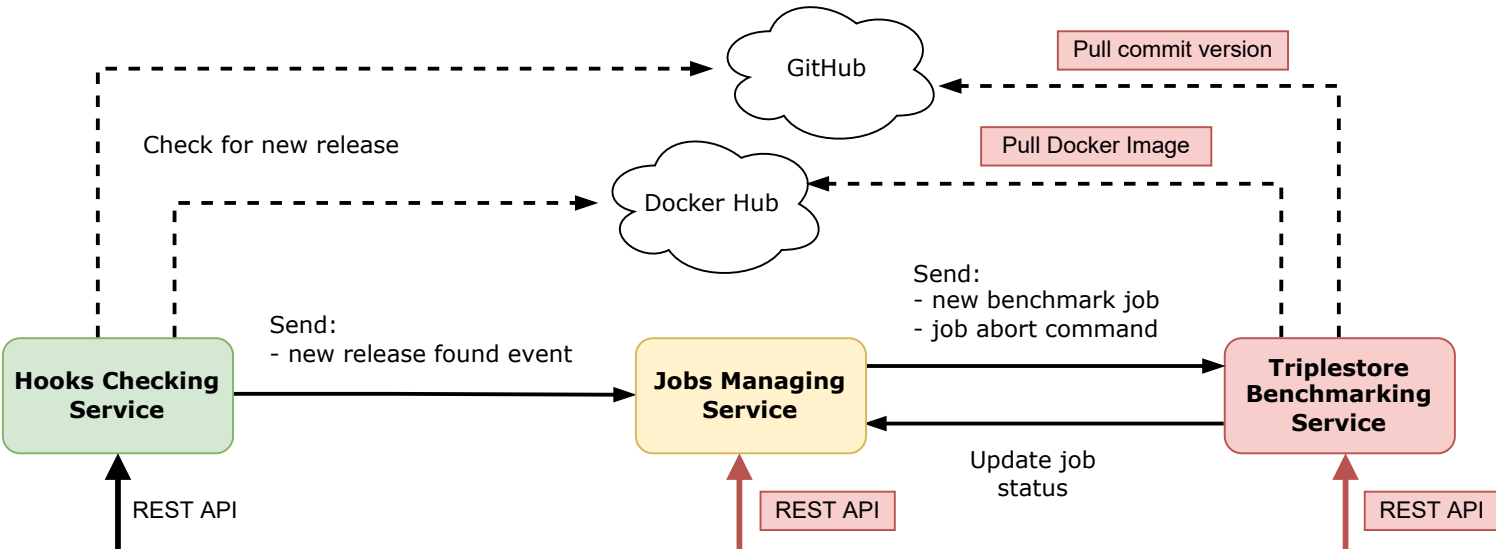 Pull commit version
GitHub
Check for new release
Pull Docker Image
Docker Hub
Send:
- new benchmark job
- job abort command
Send:
- new release found event
Hooks Checking
Service
Jobs Managing
Service
Triplestore
Benchmarking
Service
Update job
status
REST API
REST API
REST API